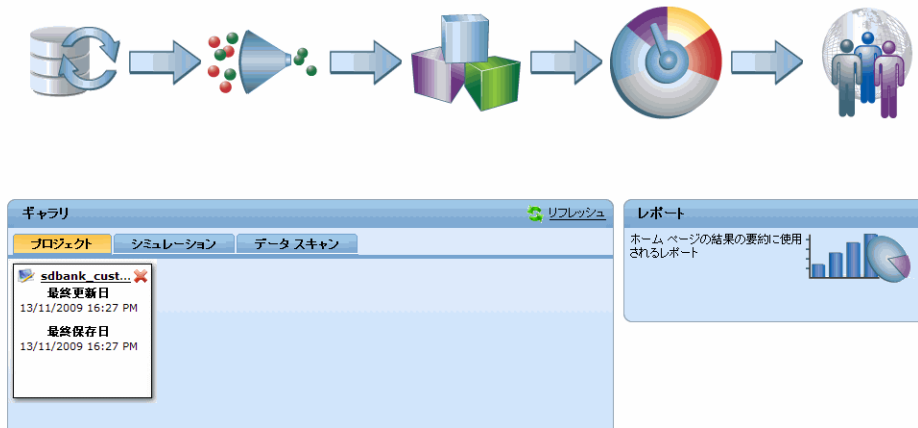 ギャラリ
リフレッシュ
プロジェクト
シミュレーション
データ スキャン
sdbank_cust...
最終更新日
13/11/2009 16:27 PM
最終保存日
13/11/2009 16:27 PM
レポート
ホーム ページの結果の要約に使用
されるレポート